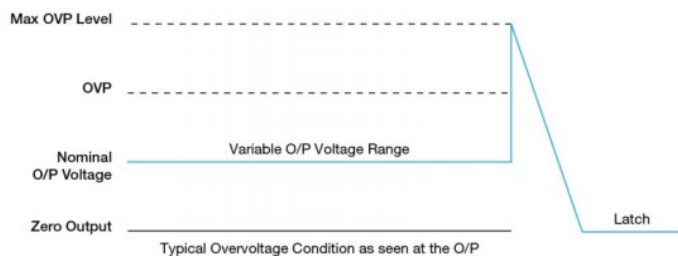 Max OVP Level
OVP
Variable O/P Voltage Range
Nominal
O/P Voltage
Zero Output
Latch
Typical Overvoltage Condition as seen at the O/P